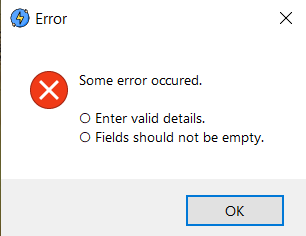 Error
Some error occured.
○ Enter valid details.
○ Fields should not be empty.
OK